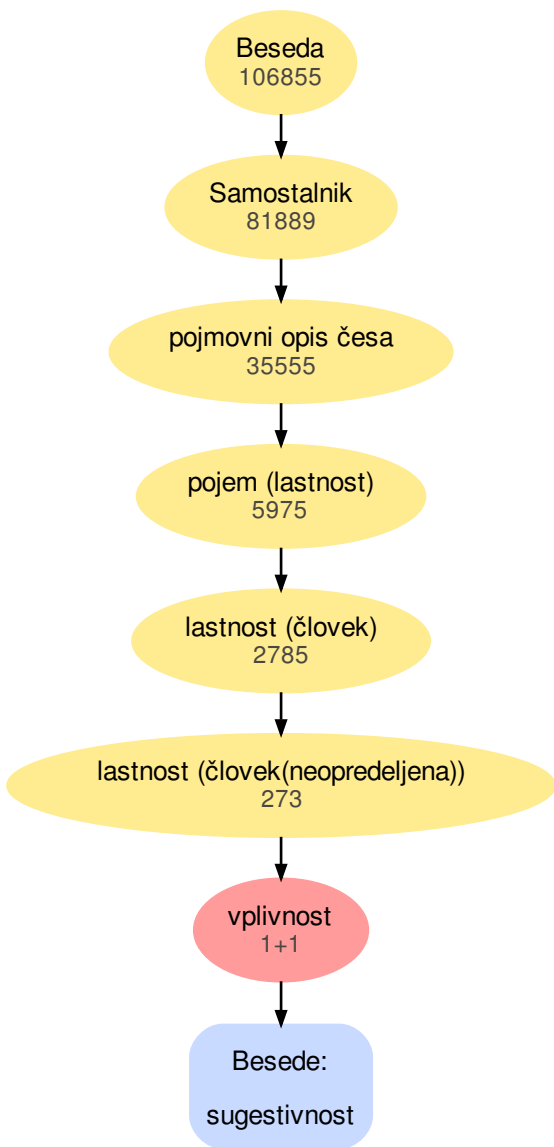 Beseda
106855
Samostalnik
81889
pojmovni opis česa
35555
pojem (lastnost)
5975
lastnost (človek)
2785
lastnost (človek(neopredeljena))
273
vplivnost
1+1
Besede:
sugestivnost